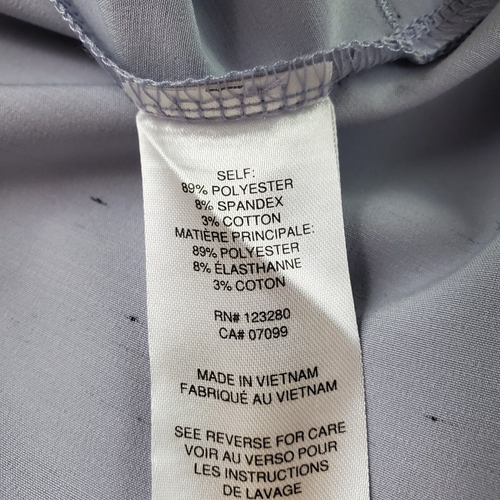 SELF:
89% POLYESTER
8% SPANDEX
3% COTTON
MATIÈRE PRINCIPALE:
89% POLYESTER
8% ÉLASTHANNE
3% COTON
RN# 123280
CA# 07099
MADE IN VIETNAM
FABRIQUÉ AU VIETNAM
SEE REVERSE FOR CARE
VOIR AU VERSO POUR
LES INSTRUCTIONS
DE LAVAGE